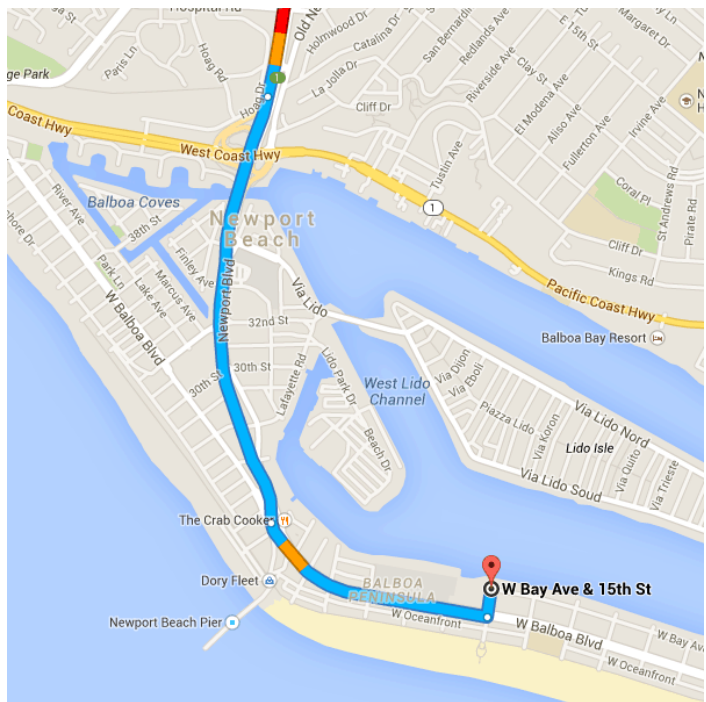 Hospital Rd
Old New
Holmwood Dr
Catalina Dr
San Bernardino
Redlands Ave
E 15th St
Margaret Dr
Paris Ln
Hoag Rd
Riverside Ave
Clay St
ge Park
1
La Jolla Dr
El Modena Ave
N
Hoag Dr
Cliff Dr
Aliso Ave
Irvine Ave
N
H
Coast Hwy
West Coast Hwy
Tustin Ave
Fullerton Ave
Coral Pl
St Andrews Rd
Pirate Rd
River Ave
Balboa Coves
38th St
Newport
Beach
1
Cliff Dr
shore Dr
Finley Ave
Park Ln
Lake Ave
Marcus Ave
Newport Blvd
Via Lido
Kings Rd
Pacific Coast Hwy
W Balboa Blvd
32nd St
Balboa Bay Resort
30th St
30th St
Lafayette Rd
Lido Park Dr
West Lido
Channel
Via Dijon
Via Eboli
Via Lido Nord
Beach Dr
Piazza Lido
Via Koron
Lido Isle
Via Quito
Via Trieste
Via Lido Soud
The Crab Cooker
Dory Fleet
BALBOA
PENINSULA
W Bay Ave & 15th St
Newport Beach Pier
W Oceanfront
W Balboa Blvd
W Bay Ave
W Oceanfront